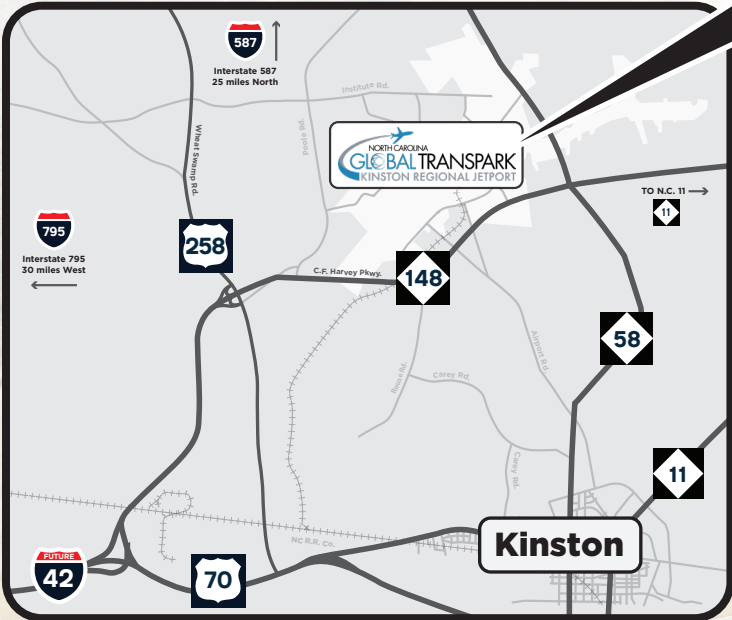 587
Interstate 587
25 miles North
Institute Rd.
Poole Rd.
Wheat Swamp Rd.
NORTH CAROLINA
GLOBAL TRANSPARK
KINSTON REGIONAL JETPORT
TO N.C. 11
11
795
Interstate 795
30 miles West
258
C.F. Harvey Pkwy.
148
58
Airport Rd.
Rouse Rd.
Carey Rd.
Carey Rd.
11
NC R.R. Co.
Kinston
FUTURE
42
70